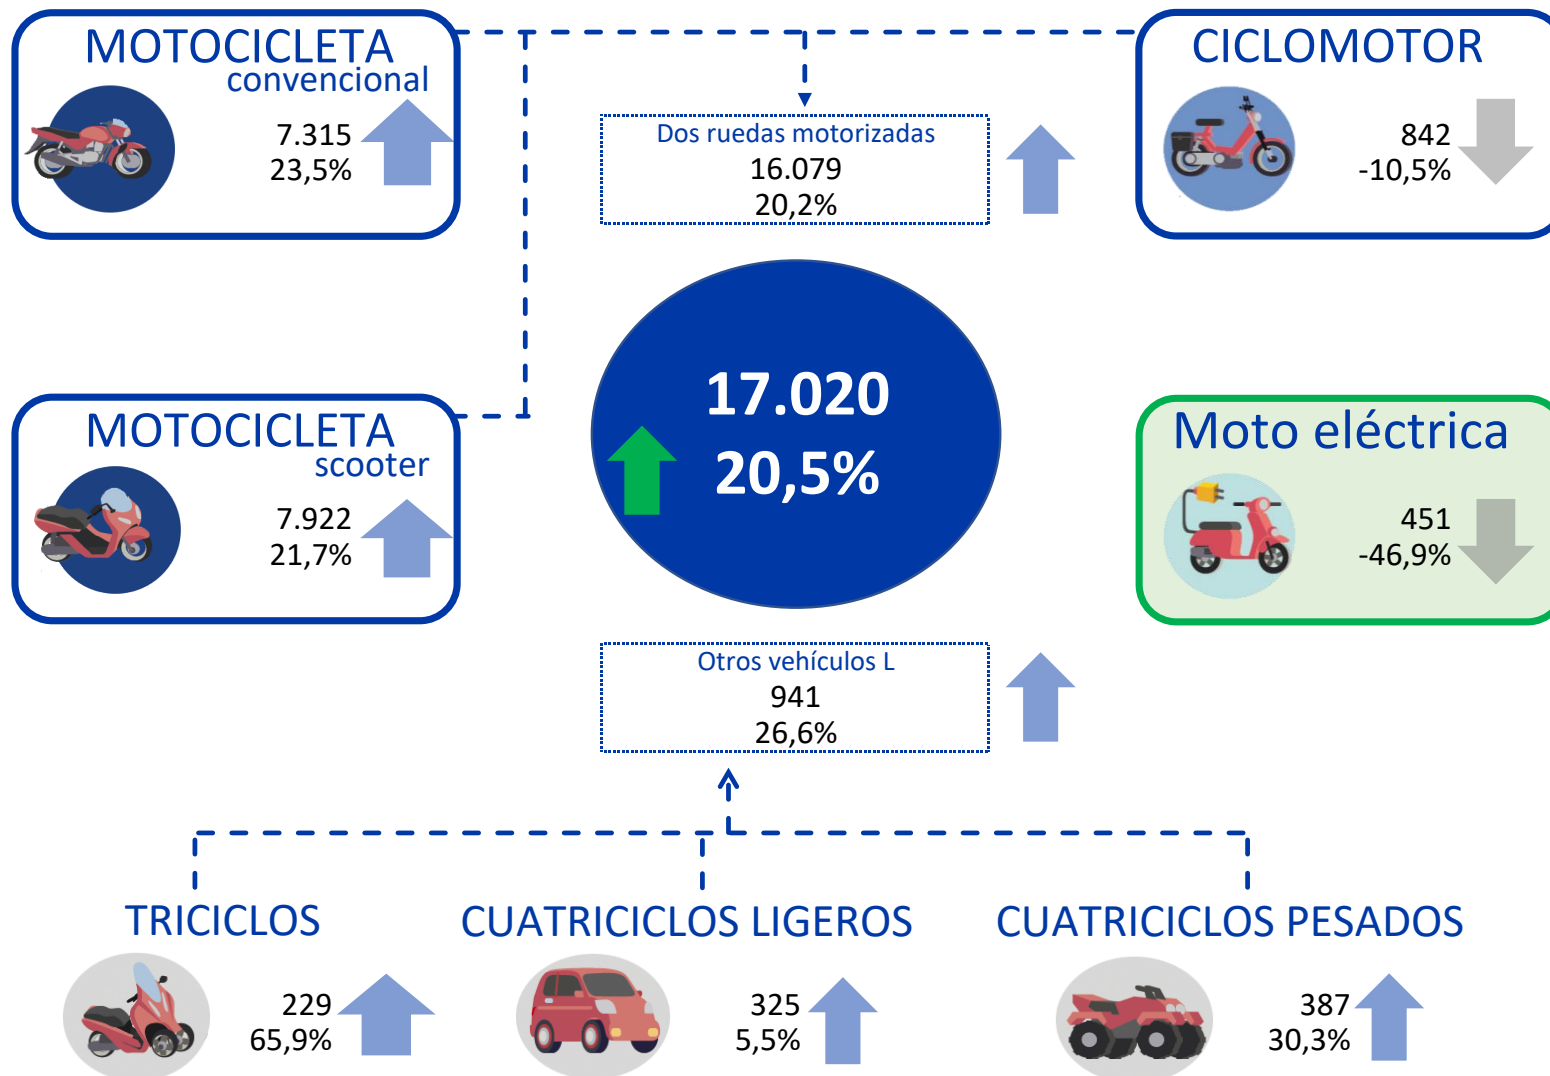 MOTOCICLETA
convencional
7.315
23,5%
Dos ruedas motorizadas
16.079
20,2%
CICLOMOTOR
842
-10,5%
17.020
20,5%
MOTOCICLETA
scooter
7.922
21,7%
Moto eléctrica
451
-46,9%
Otros vehículos L
941
26,6%
TRICICLOS
229
65,9%
CUATRICICLOS LIGEROS
325
5,5%
CUATRICICLOS PESADOS
387
30,3%